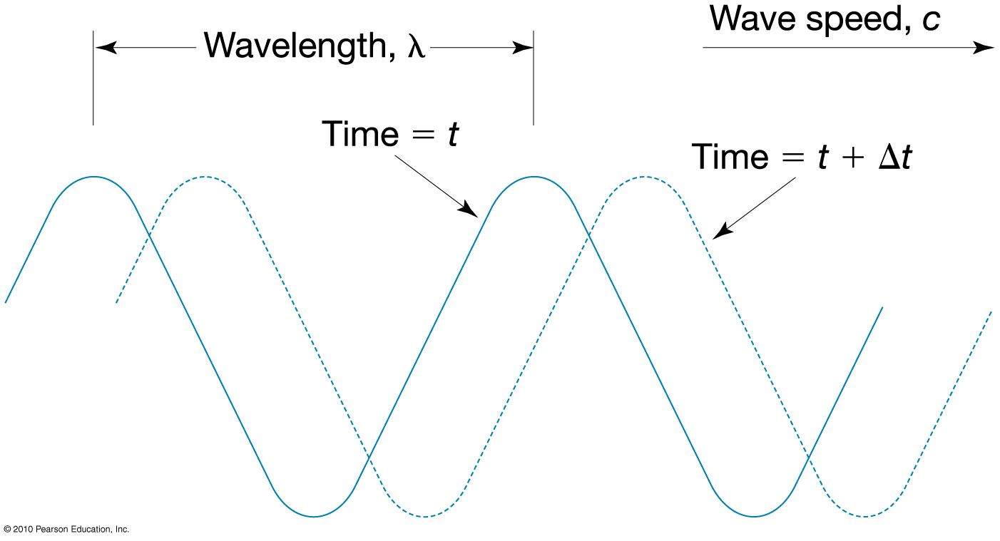 Wave speed, c
Wavelength, λ
Time = t
Time = t + Δt
© 2010 Pearson Education, Inc.